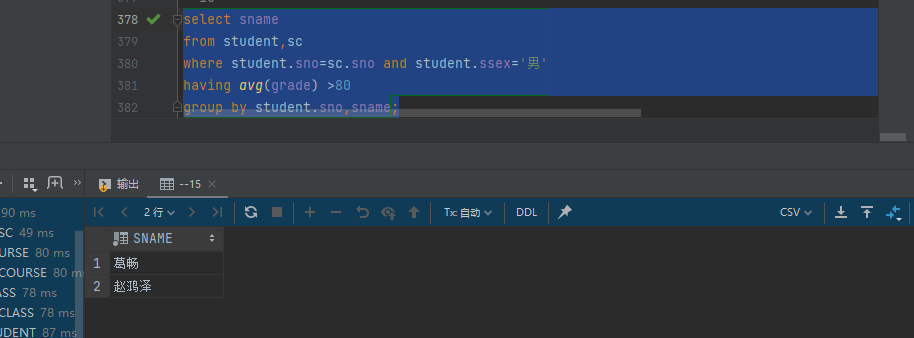 378 select sname
379 from student,sc
380 where student.sno=sc.sno and student.ssex='男'
381 having avg(grade) >80
382 group by student.sno,sname;
输出
--15
90 ms
2 行
Tx: 自动
DDL
CSV
SC 49 ms
URSE 80 ms
COURSE 80 m
ASS 78 ms
CLASS 78 ms
UDENT 87 ms
SNAME
1 葛畅
2 赵鸿泽